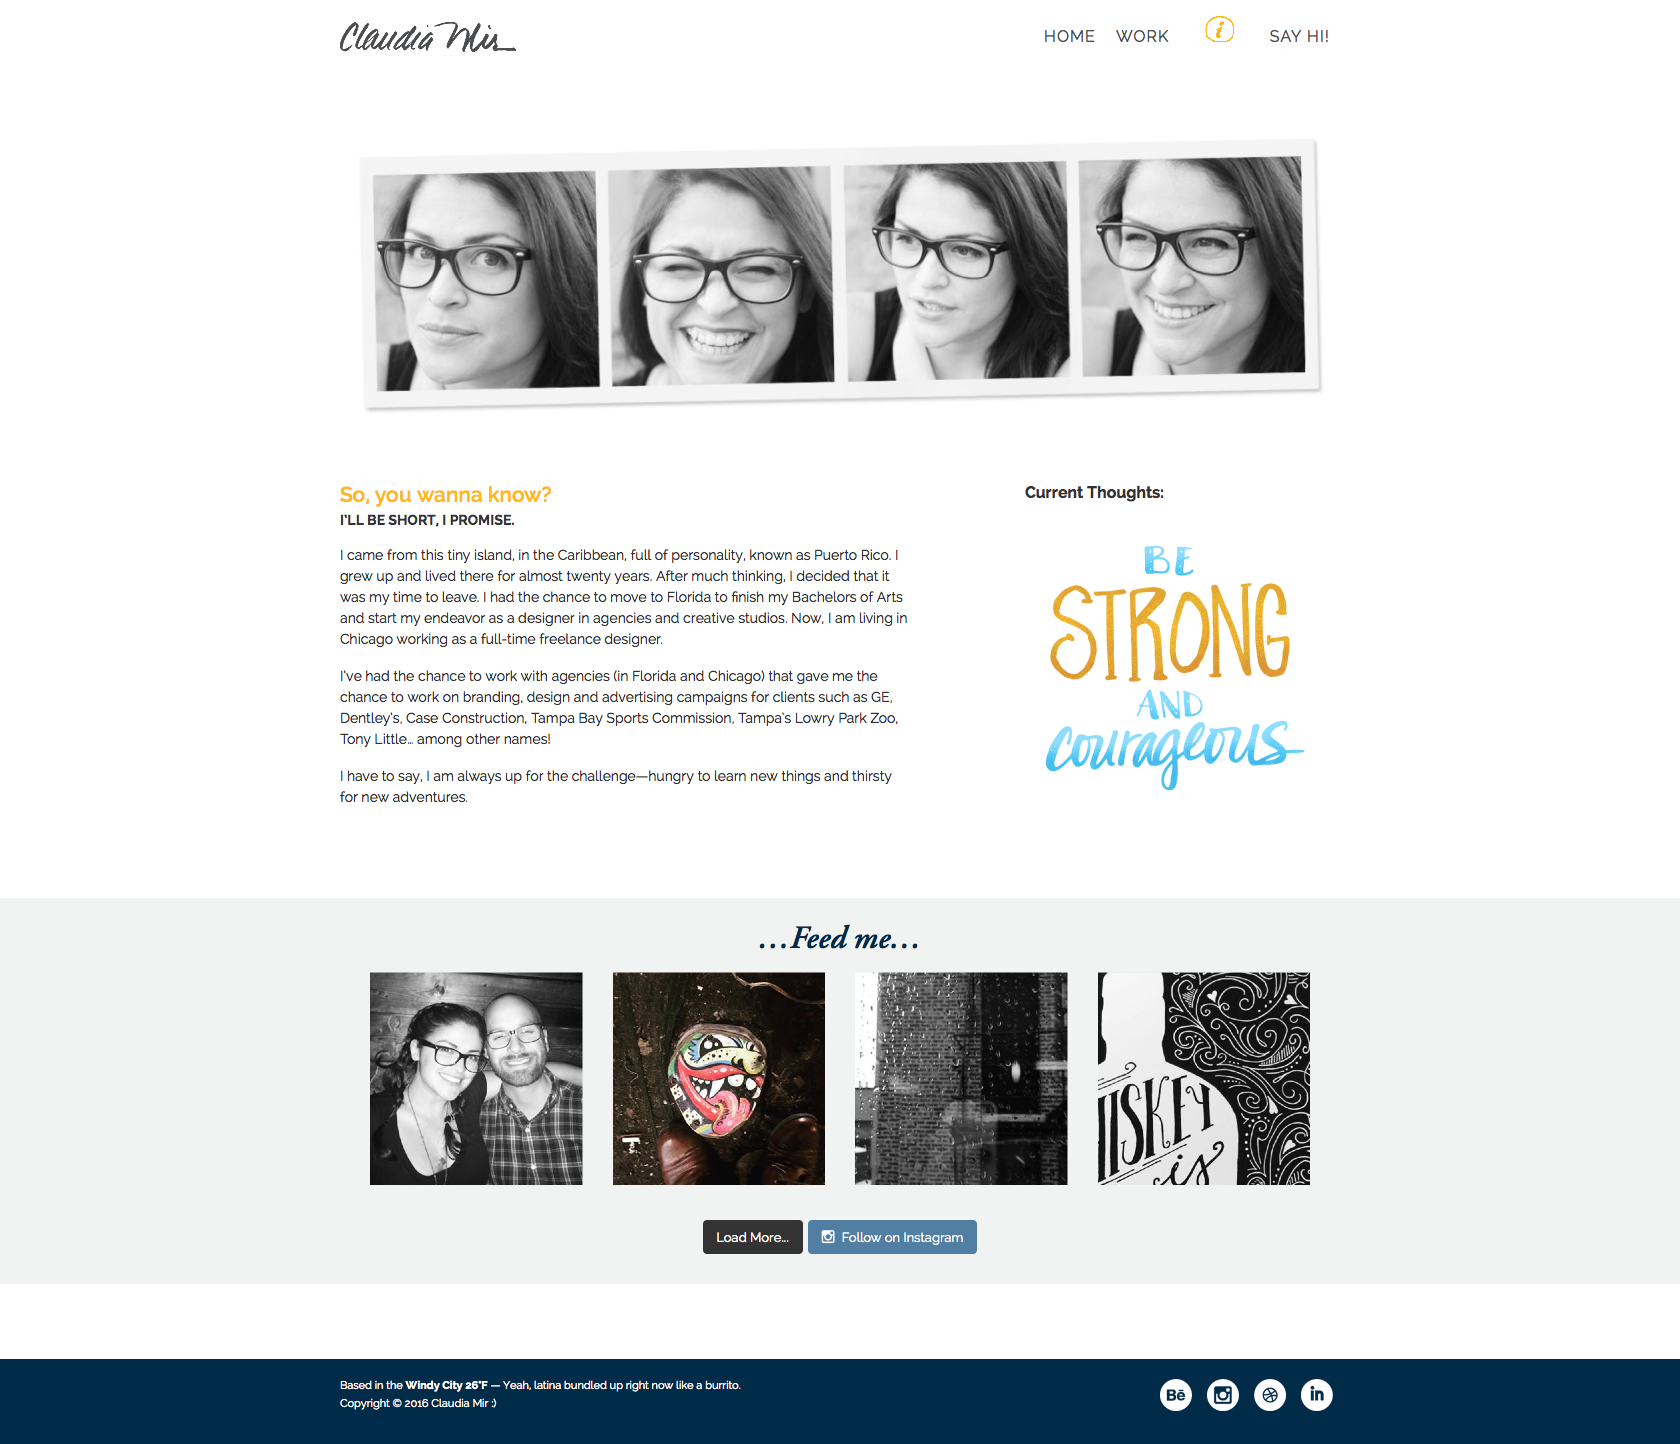 Claudia Mir
HOME WORK i SAY HI!
So, you wanna know?
I'LL BE SHORT, I PROMISE.
I came from this tiny island, in the Caribbean, full of personality, known as Puerto Rico. I
grew up and lived there for almost twenty years. After much thinking, I decided that it
was my time to leave. I had the chance to move to Florida to finish my Bachelors of Arts
and start my endeavor as a designer in agencies and creative studios. Now, I am living in
Chicago working as a full-time freelance designer.
I've had the chance to work with agencies (in Florida and Chicago) that gave me the
chance to work on branding, design and advertising campaigns for clients such as GE,
Dentley's, Case Construction, Tampa Bay Sports Commission, Tampa's Lowry Park Zoo,
Tony Little... among other names!
I have to say, I am always up for the challenge—hungry to learn new things and thirsty
for new adventures.
Current Thoughts:
BE
STRONG
AND
courageous
...Feed me...
HISKEY
is
Load More...
Follow on Instagram
Based in the Windy City 26°F — Yeah, latina bundled up right now like a burrito.
Copyright © 2016 Claudia Mir :)
Bē
in